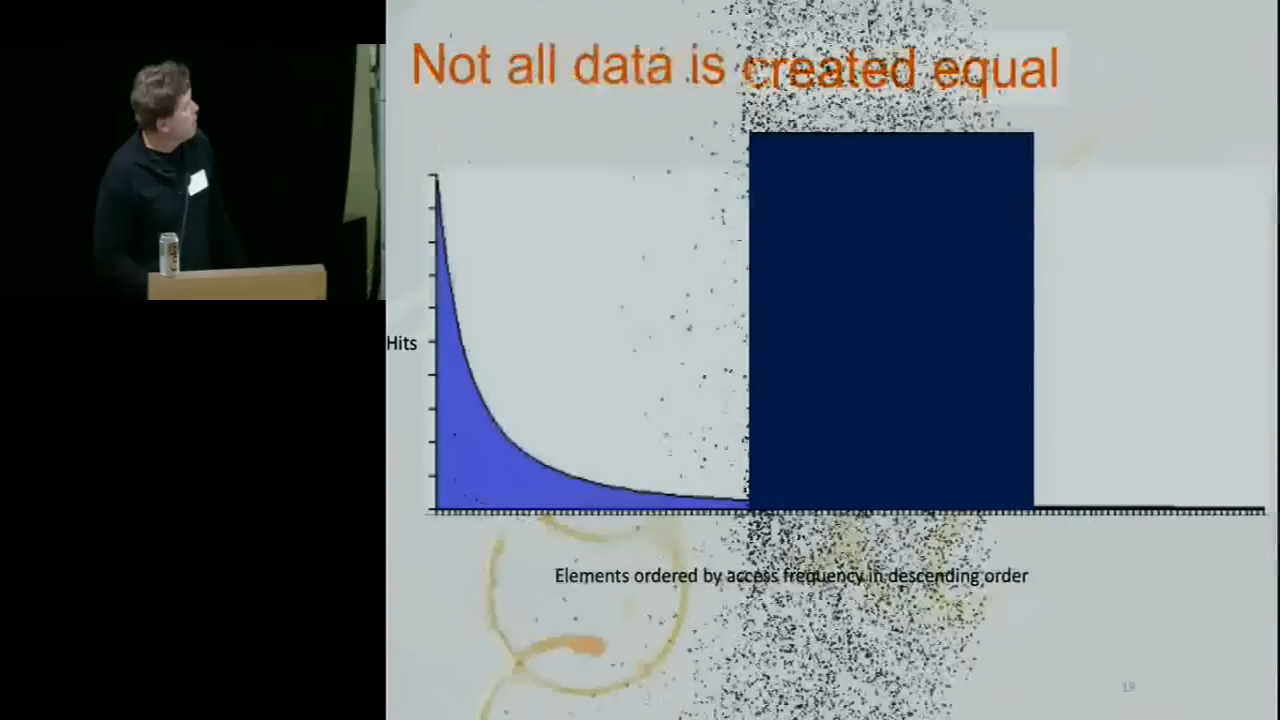 Not all data is created equal
Hits
Elements ordered by access frequency in descending order